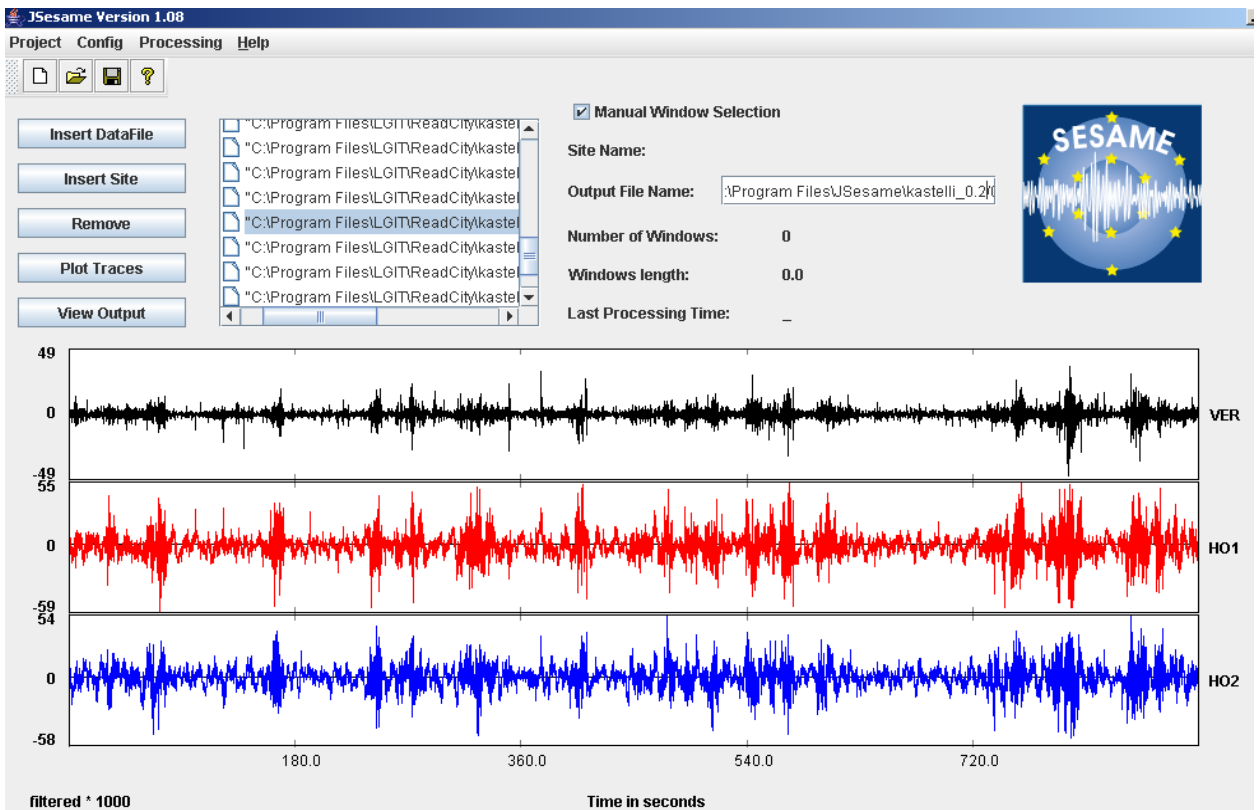 JSesame Version 1.08
Project Config Processing Help
Insert DataFile
Insert Site
Remove
Plot Traces
View Output
"C:\Program Files\LGIT\ReadCity\kastel
"C:\Program Files\LGIT\ReadCity\kastel
"C:\Program Files\LGIT\ReadCity\kastel
"C:\Program Files\LGIT\ReadCity\kastel
"C:\Program Files\LGIT\ReadCity\kastel
"C:\Program Files\LGIT\ReadCity\kastel
"C:\Program Files\LGIT\ReadCity\kastel
"C:\Program Files\LGIT\ReadCity\kastel
Manual Window Selection
Site Name:
Output File Name: :\Program Files\JSesame\kastelli_0.2/0
Number of Windows: 0
Windows length: 0.0
Last Processing Time: _
SESAME
49
0
-49
VER
55
0
-59
HO1
54
0
-58
HO2
180.0 360.0 540.0 720.0
filtered * 1000 Time in seconds